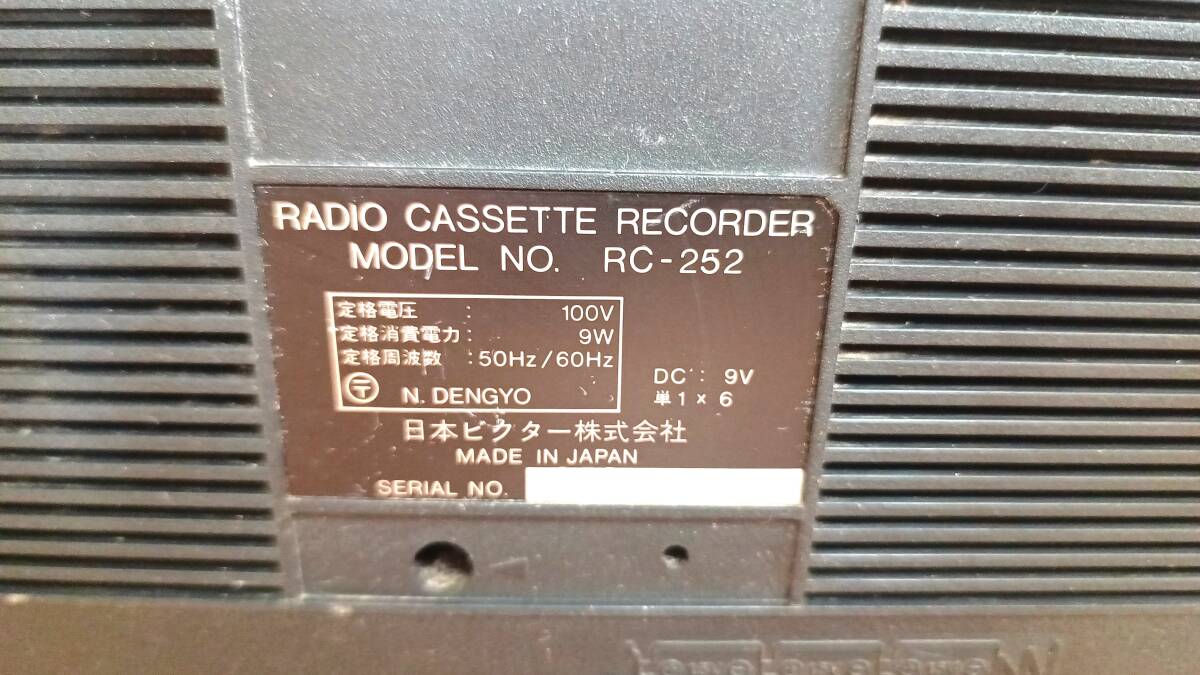 RADIO CASSETTE RECORDER
MODEL NO. RC-252
定格電圧 : 100V
定格消費電力 : 9W
定格周波数 : 50Hz/60Hz
〒 N. DENGYO
DC : 9V
単1 × 6
日本ビクター株式会社
MADE IN JAPAN
SERIAL NO.